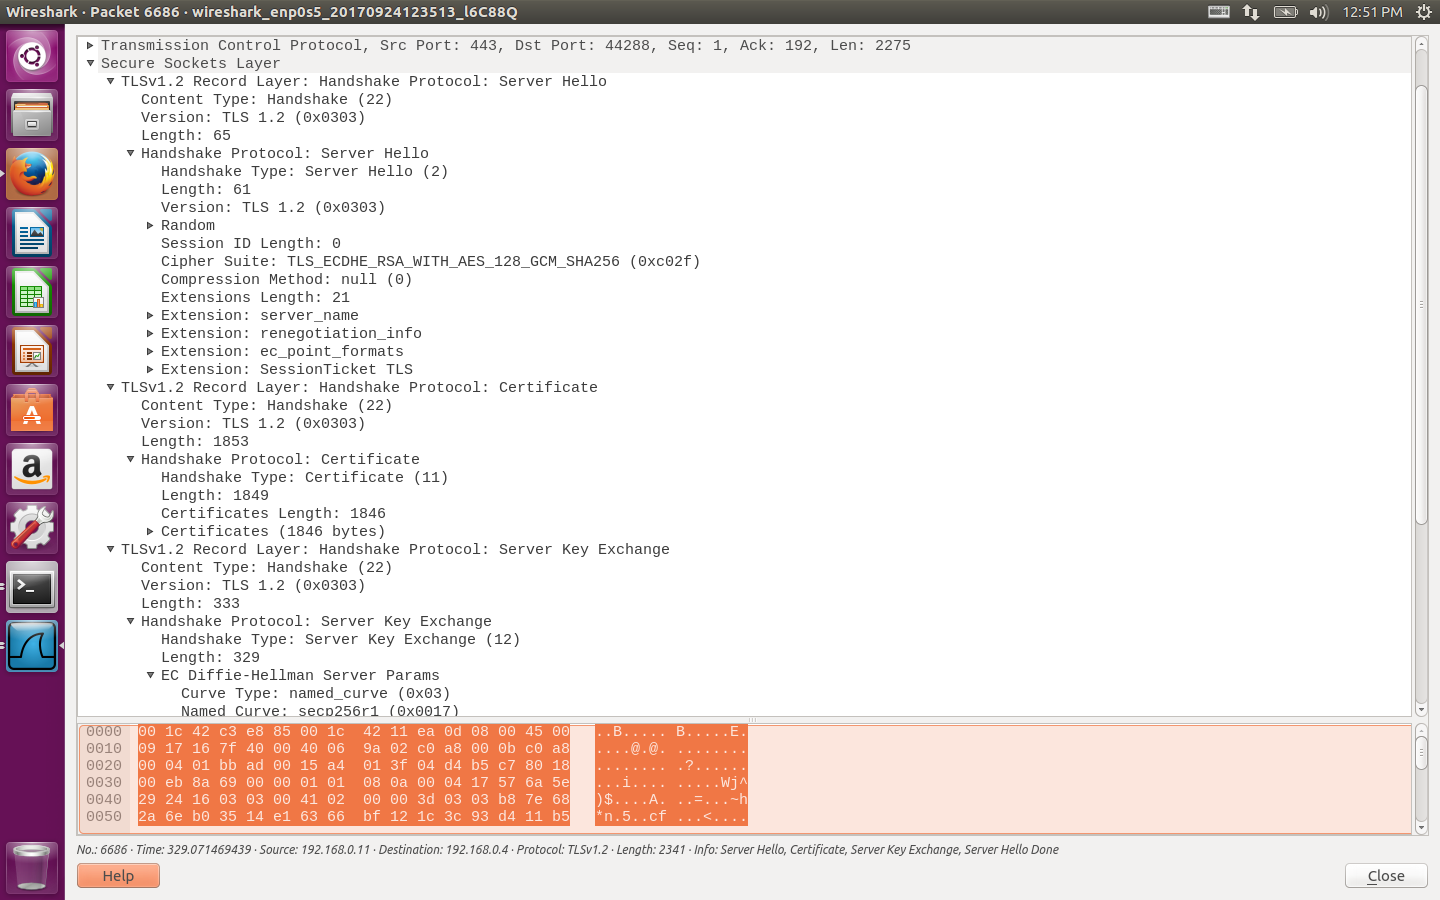 Wireshark · Packet 6686 · wireshark_enp0s5_20170924123513_l6C88Q
12:51 PM
Transmission Control Protocol, Src Port: 443, Dst Port: 44288, Seq: 1, Ack: 192, Len: 2275
Secure Sockets Layer
TLSv1.2 Record Layer: Handshake Protocol: Server Hello
Content Type: Handshake (22)
Version: TLS 1.2 (0x0303)
Length: 65
Handshake Protocol: Server Hello
Handshake Type: Server Hello (2)
Length: 61
Version: TLS 1.2 (0x0303)
Random
Session ID Length: 0
Cipher Suite: TLS_ECDHE_RSA_WITH_AES_128_GCM_SHA256 (0xc02f)
Compression Method: null (0)
Extensions Length: 21
Extension: server_name
Extension: renegotiation_info
Extension: ec_point_formats
Extension: SessionTicket TLS
TLSv1.2 Record Layer: Handshake Protocol: Certificate
Content Type: Handshake (22)
Version: TLS 1.2 (0x0303)
Length: 1853
Handshake Protocol: Certificate
Handshake Type: Certificate (11)
Length: 1849
Certificates Length: 1846
Certificates (1846 bytes)
TLSv1.2 Record Layer: Handshake Protocol: Server Key Exchange
Content Type: Handshake (22)
Version: TLS 1.2 (0x0303)
Length: 333
Handshake Protocol: Server Key Exchange
Handshake Type: Server Key Exchange (12)
Length: 329
EC Diffie-Hellman Server Params
Curve Type: named_curve (0x03)
Named Curve: secp256r1 (0x0017)
0000 00 1c 42 c3 e8 85 00 1c 42 11 ea 0d 08 00 45 00 ..B..... B.....E.
0010 09 17 16 7f 40 00 40 06 9a 02 c0 a8 00 0b c0 a8 ....@.@. ........
0020 00 04 01 bb ad 00 15 a4 01 3f 04 d4 b5 c7 80 18 ........ .?......
0030 00 eb 8a 69 00 00 01 01 08 0a 00 04 17 57 6a 5e ...i.... .....Wj^
0040 29 24 16 03 03 00 41 02 00 00 3d 03 03 b8 7e 68 )$....A. ..=...~h
0050 2a 6e b0 35 14 e1 63 66 bf 12 1c 3c 93 d4 11 b5 *n.5..cf ...<....
No.: 6686 · Time: 329.071469439 · Source: 192.168.0.11 · Destination: 192.168.0.4 · Protocol: TLSv1.2 · Length: 2341 · Info: Server Hello, Certificate, Server Key Exchange, Server Hello Done
Help
Close